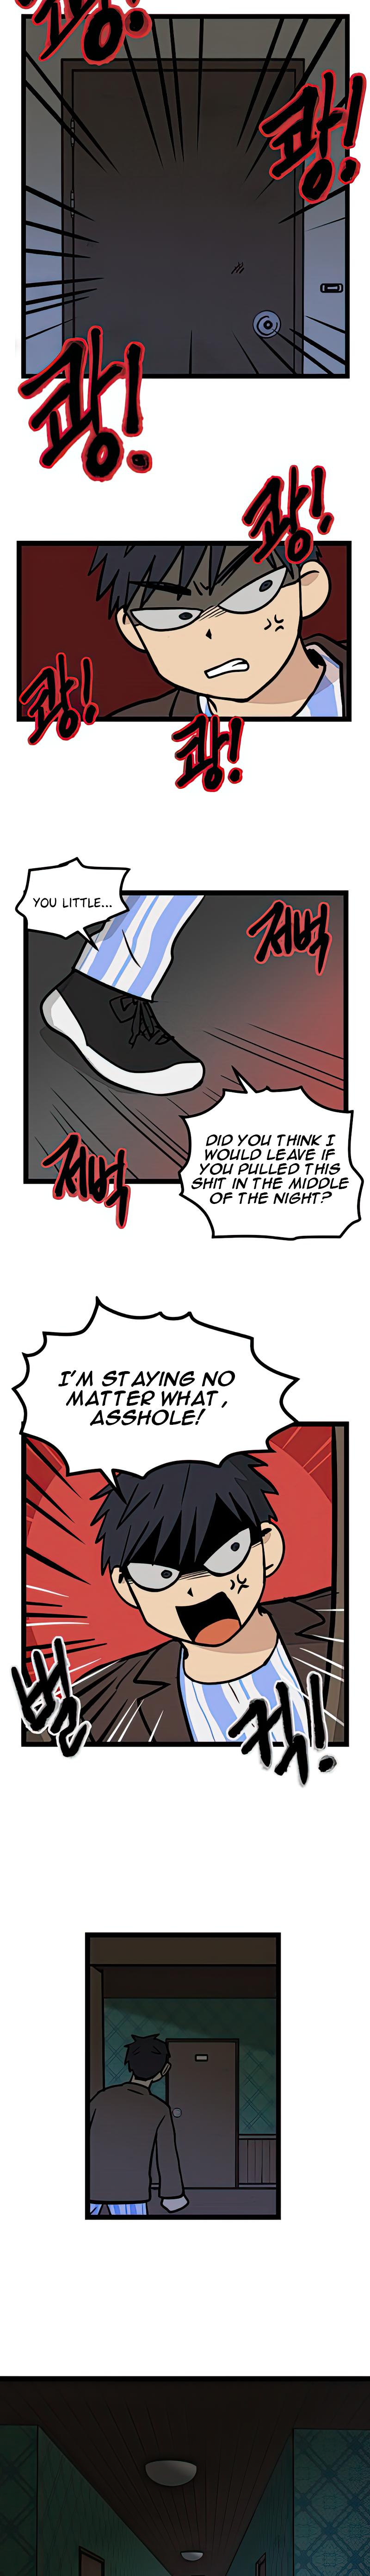 쾅!
쾅!
쾅!
쾅!
쾅!
쾅!
YOU LITTLE...
저벅
저벅
DID YOU THINK I
WOULD LEAVE IF
YOU PULLED THIS
SHIT IN THE MIDDLE
OF THE NIGHT?
I'M STAYING NO
MATTER WHAT,
ASSHOLE!
벌
컥!